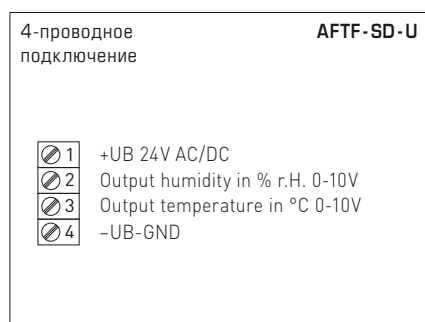 4-проводное AFTF-SD-U
подключение
1 +UB 24V AC/DC
2 Output humidity in % r.H. 0-10V
3 Output temperature in °C 0-10V
4 –UB-GND